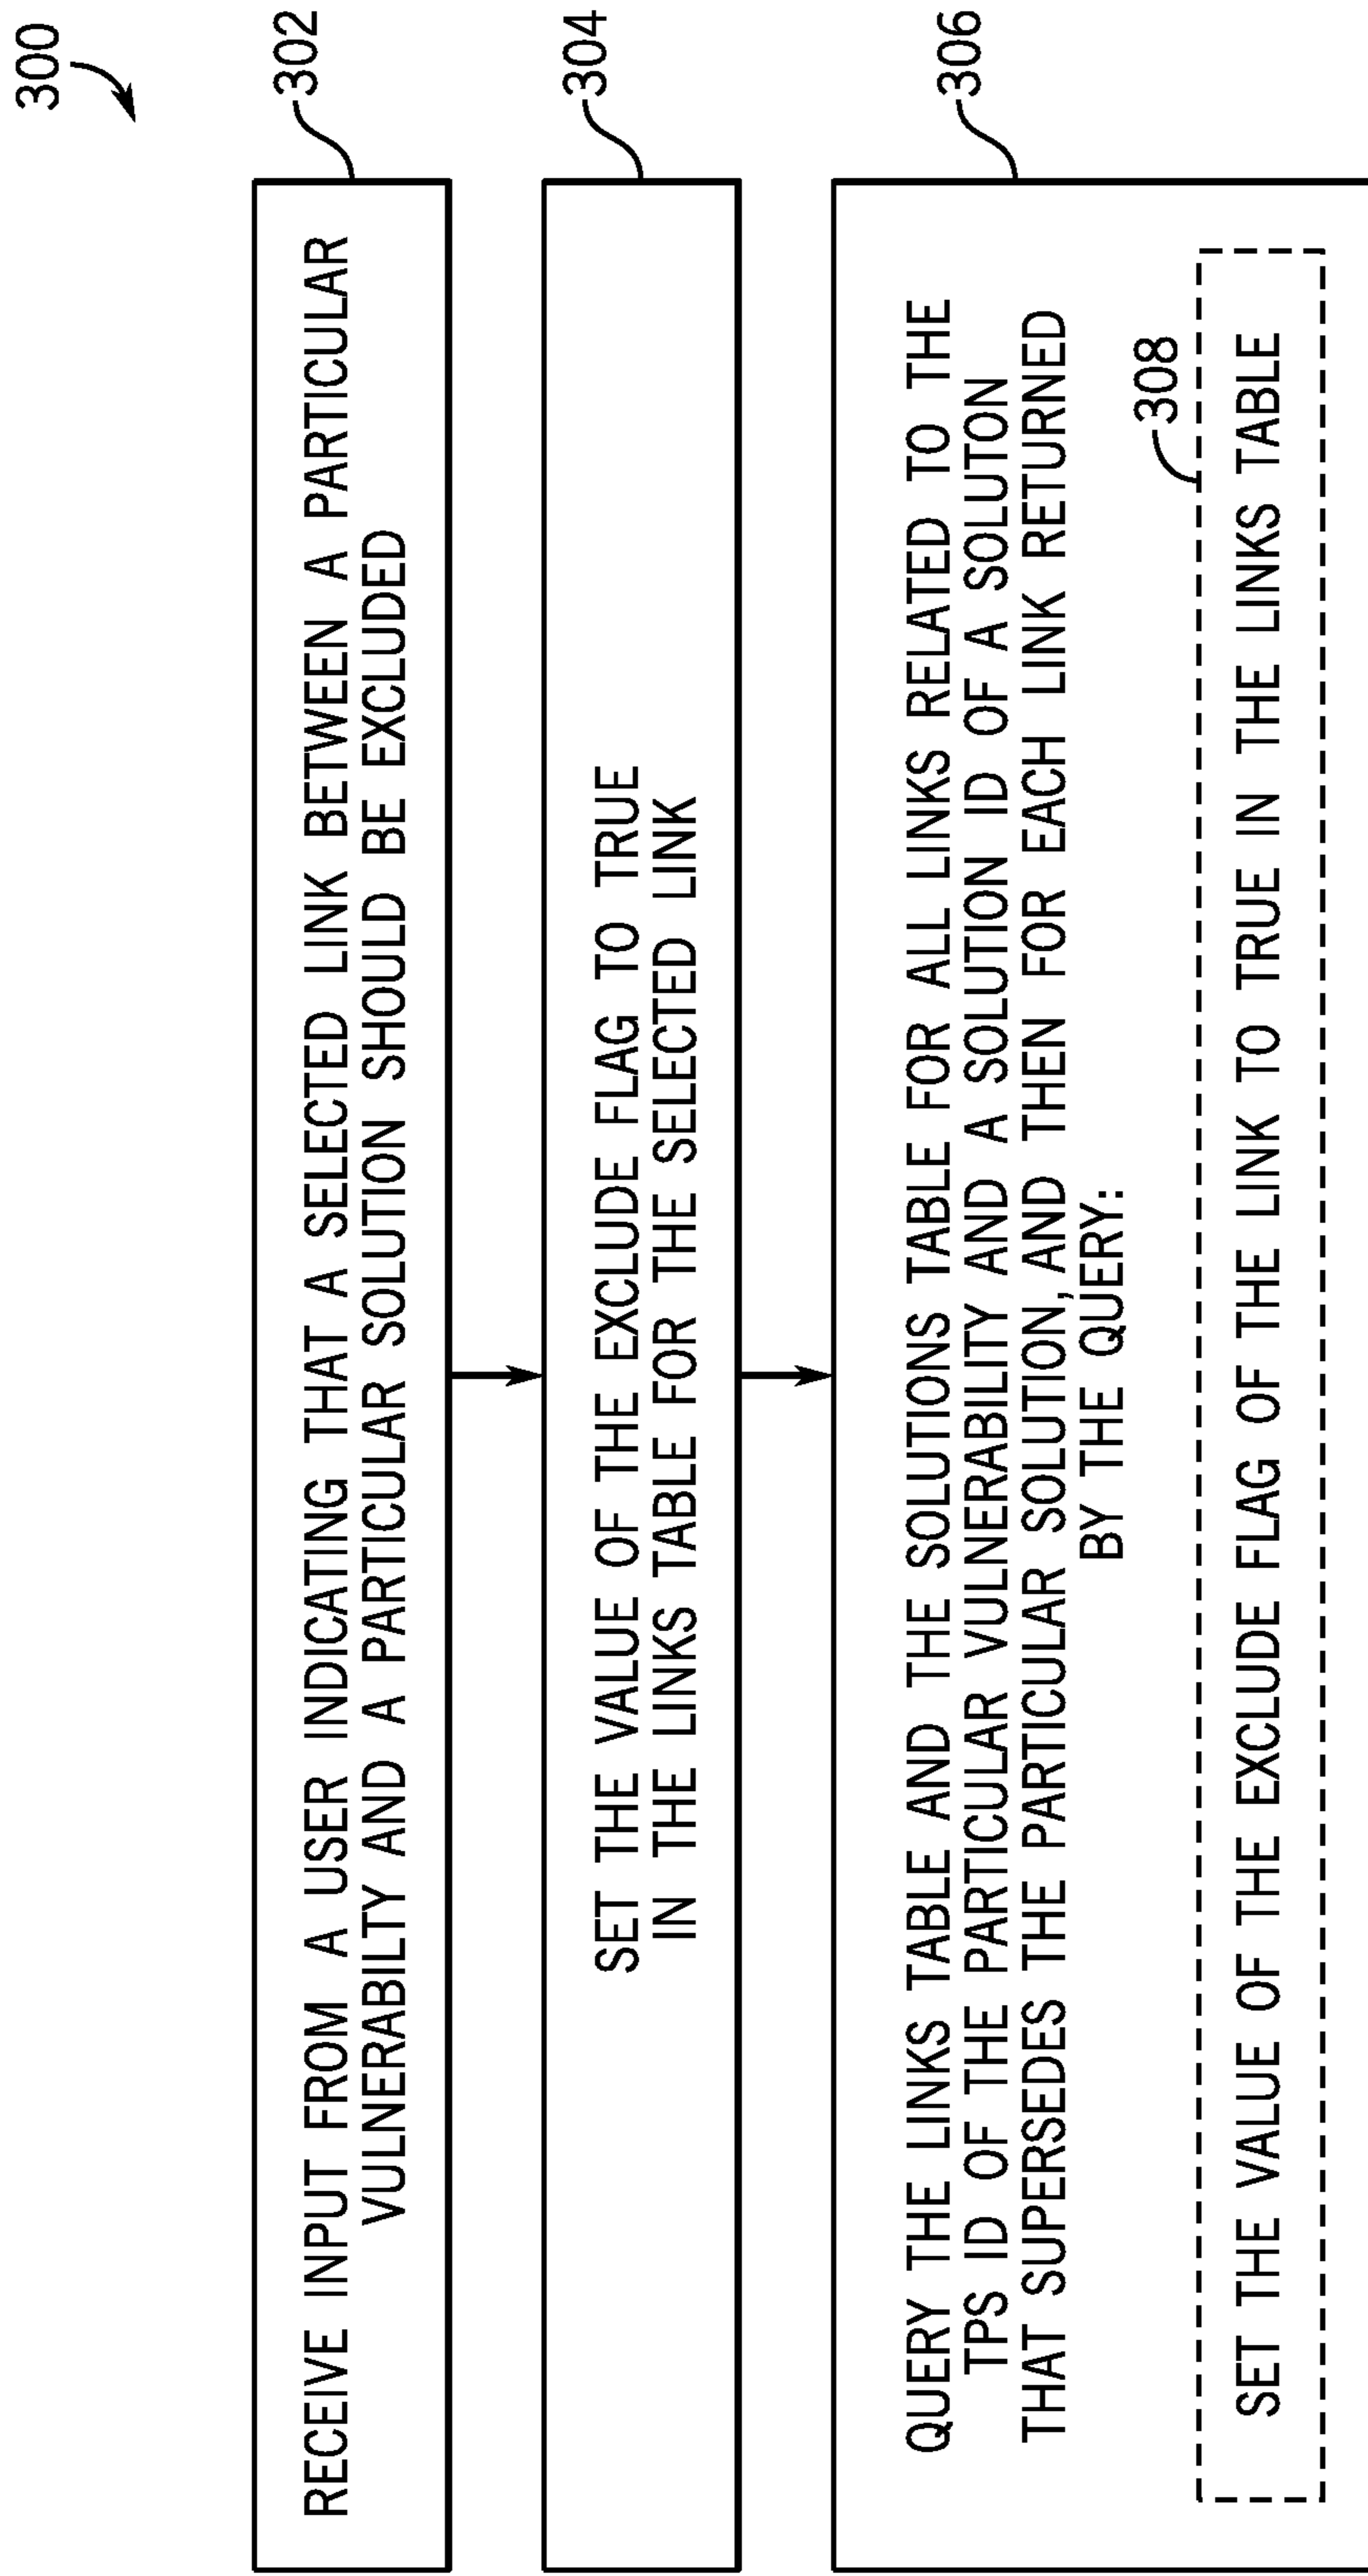 300
302
RECEIVE INPUT FROM A USER INDICATING THAT A SELECTED LINK BETWEEN A PARTICULAR
VULNERABILTY AND A PARTICULAR SOLUTION SHOULD BE EXCLUDED
304
SET THE VALUE OF THE EXCLUDE FLAG TO TRUE
IN THE LINKS TABLE FOR THE SELECTED LINK
306
QUERY THE LINKS TABLE AND THE SOLUTIONS TABLE FOR ALL LINKS RELATED TO THE
TPS ID OF THE PARTICULAR VULNERABILITY AND A SOLUTION ID OF A SOLUTION
THAT SUPERSEDES THE PARTICULAR SOLUTION, AND THEN FOR EACH LINK RETURNED
BY THE QUERY:
308
SET THE VALUE OF THE EXCLUDE FLAG OF THE LINK TO TRUE IN THE LINKS TABLE